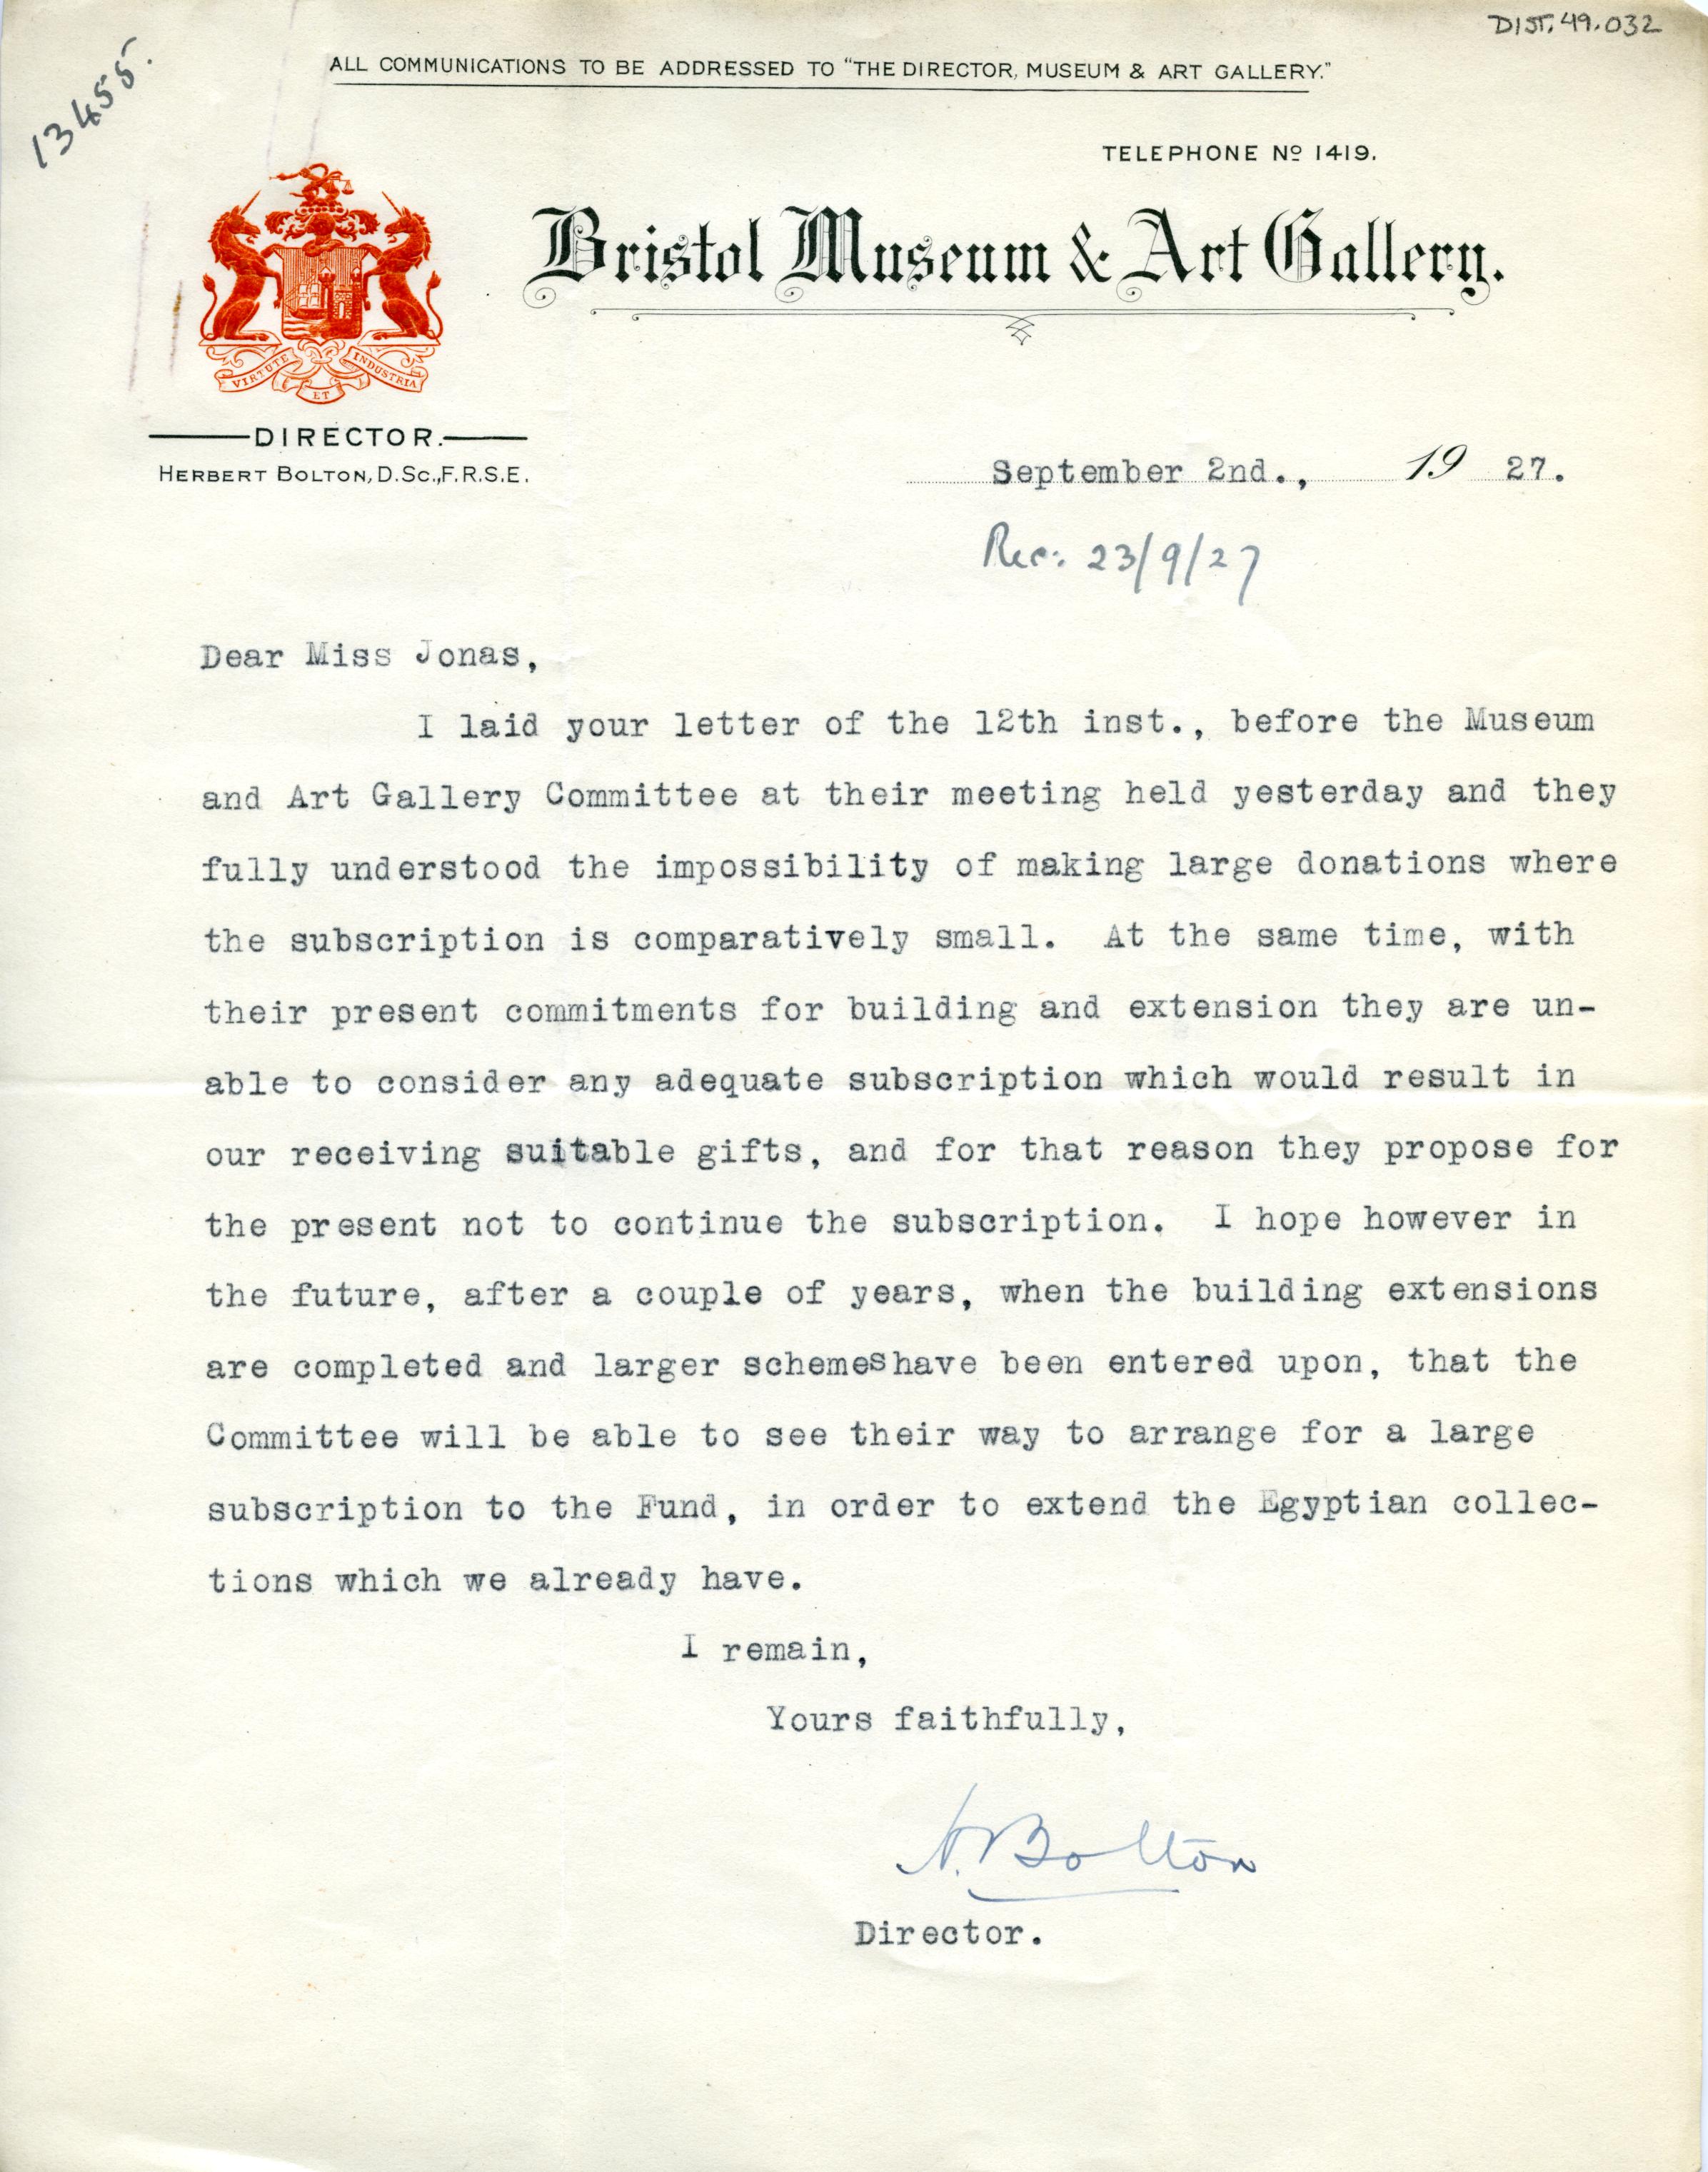 DIST. 49.032
13455.
ALL COMMUNICATIONS TO BE ADDRESSED TO "THE DIRECTOR, MUSEUM & ART GALLERY."
TELEPHONE Nº 1419.
Bristol Museum & Art Gallery.
VIRTUTE ET INDUSTRIA
DIRECTOR.
HERBERT BOLTON, D.Sc., F.R.S.E.
September 2nd., 19 27.
Rec: 23/9/27
Dear Miss Jonas,
I laid your letter of the 12th inst., before the Museum
and Art Gallery Committee at their meeting held yesterday and they
fully understood the impossibility of making large donations where
the subscription is comparatively small. At the same time, with
their present commitments for building and extension they are un-
able to consider any adequate subscription which would result in
our receiving suitable gifts, and for that reason they propose for
the present not to continue the subscription. I hope however in
the future, after a couple of years, when the building extensions
are completed and larger schemeshave been entered upon, that the
Committee will be able to see their way to arrange for a large
subscription to the Fund, in order to extend the Egyptian collec-
tions which we already have.
I remain,
Yours faithfully,
H. Bolton
Director.